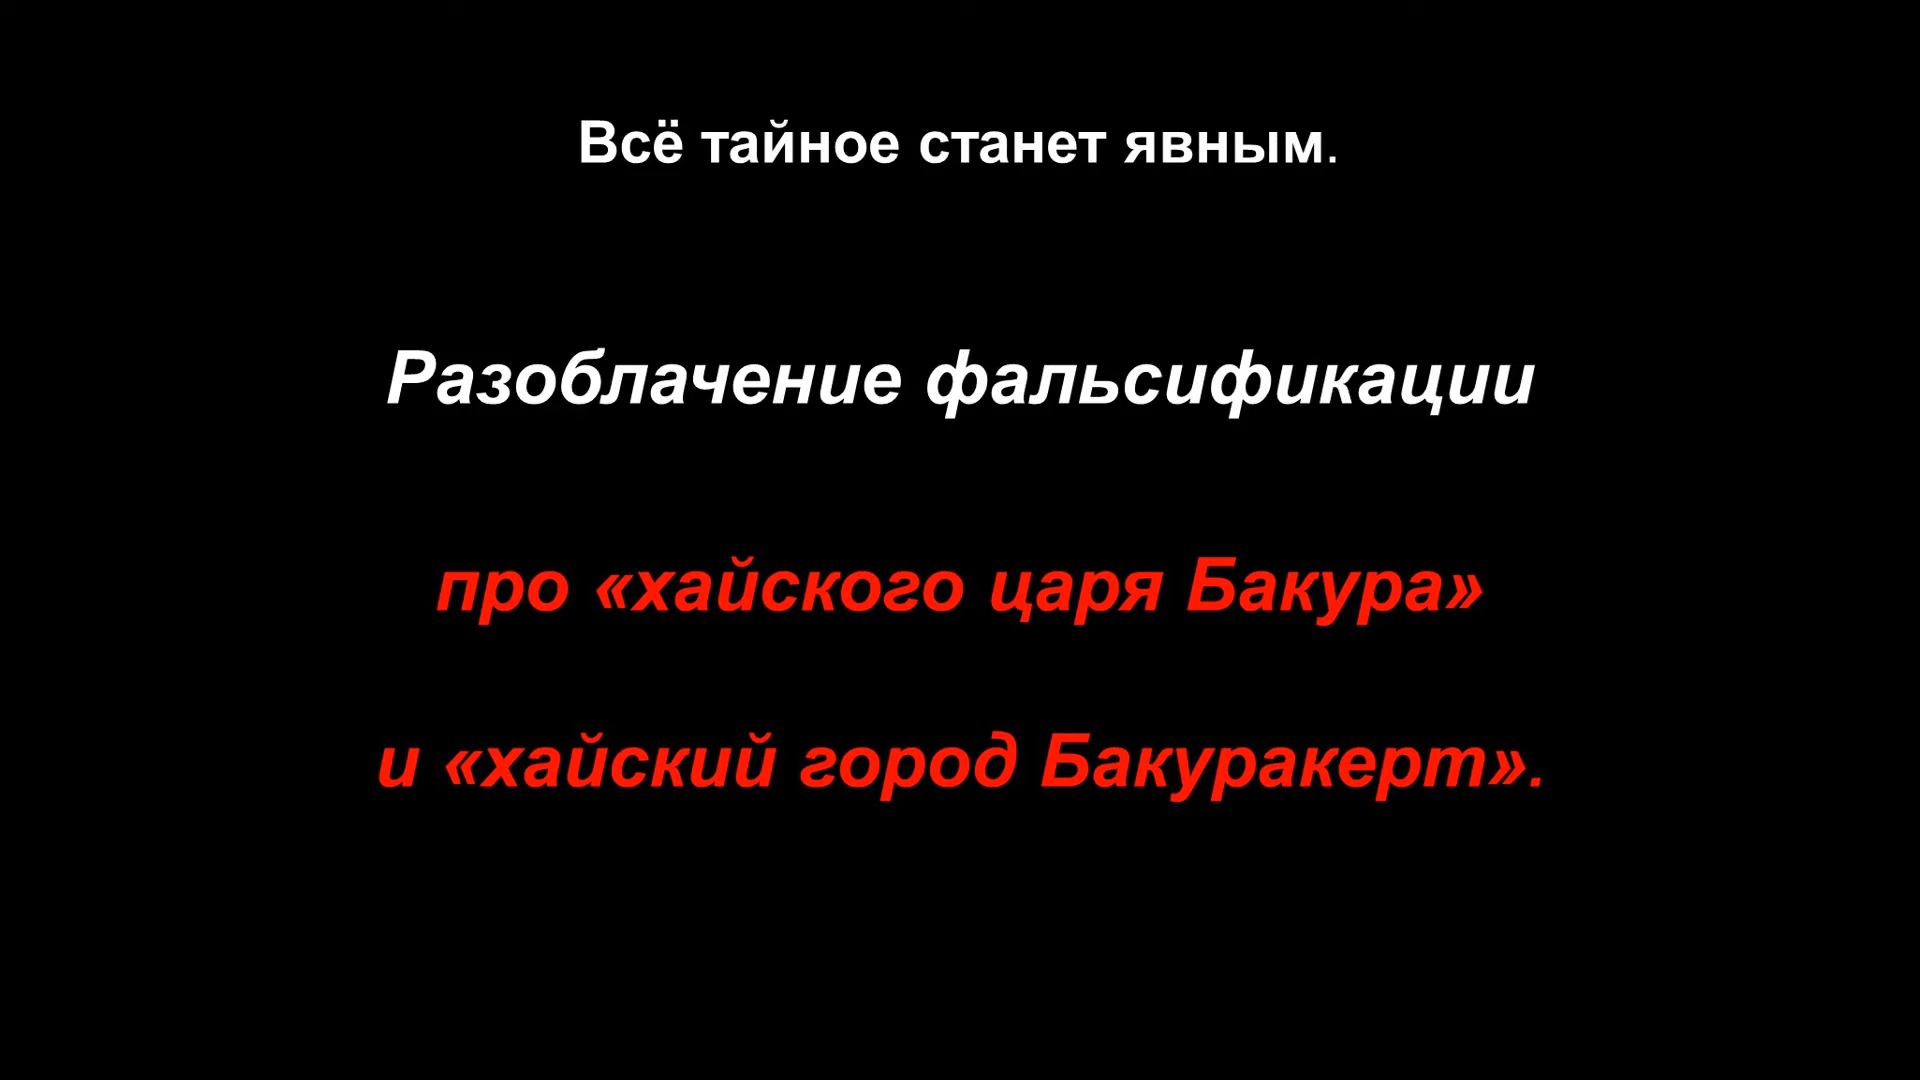 Всё тайное станет явным.
Разоблачение фальсификации
про «хайского царя Бакура»
и «хайский город Бакуракерт».